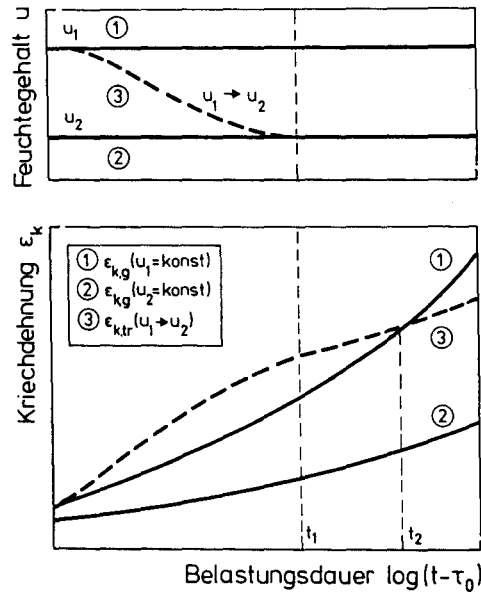 Feuchtegehalt u
u₁
①
③
u₁ → u₂
u₂
②
Kriechdehnung εₖ
① εₖ,g(u₁=konst)
② εₖg(u₂=konst)
③ εₖ,tr(u₁→u₂)
①
③
②
t₁
t₂
Belastungsdauer log(t-τ₀)